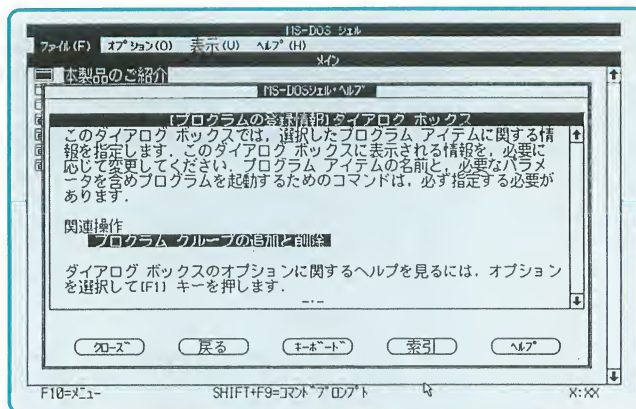 MS-DOS シェル
ファイル(F) オプション(O) 表示(U) ヘルプ(H)
メイン
本製品のご紹介
MS-DOSシェル・ヘルプ
[プログラムの登録情報]ダイアログ ボックス
このダイアログ ボックスでは，選択したプログラム アイテムに関する情
報を指定します．このダイアログ ボックスに表示される情報を，必要に
応じて変更してください．プログラム アイテムの名前と，必要なパラメ
ータを含めプログラムを起動するためのコマンドは，必ず指定する必要が
あります．
関連操作
プログラム グループの追加と削除
ダイアログ ボックスのオプションに関するヘルプを見るには，オプション
を選択して[F1] キーを押します．
クローズ 戻る キーボード 索引 ヘルプ
F10=メニュー SHIFT+F9=コマンドプロンプト X:XX